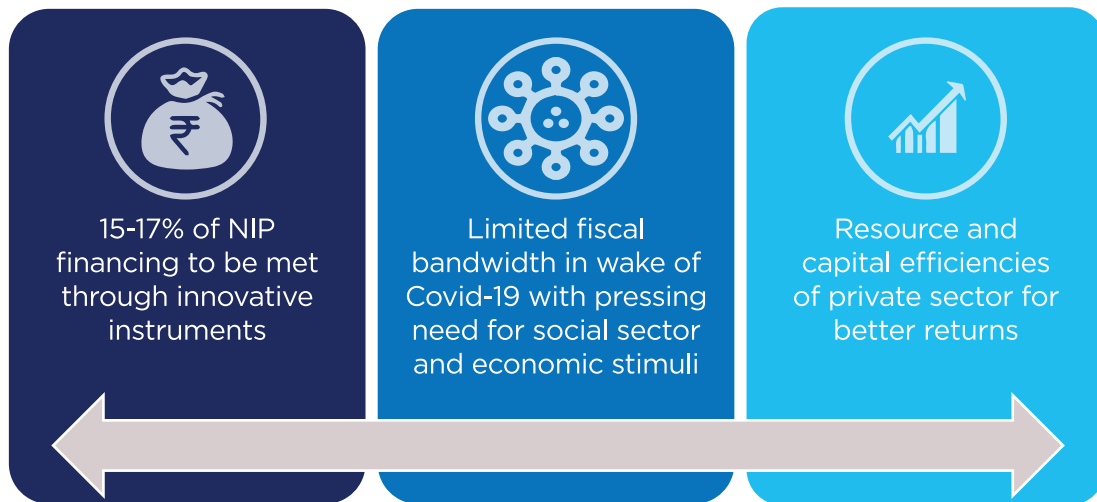 ₹
15-17% of NIP
financing to be met
through innovative
instruments
Limited fiscal
bandwidth in wake of
Covid-19 with pressing
need for social sector
and economic stimuli
Resource and
capital efficiencies
of private sector for
better returns